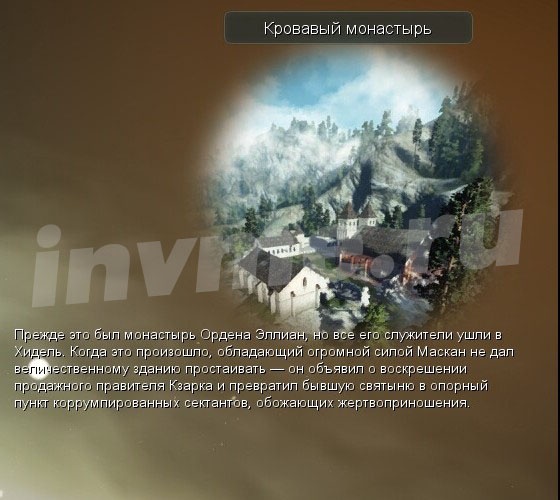 Кровавый монастырь
Прежде это был монастырь Ордена Эллиан, но все его служители ушли в
Хидель. Когда это произошло, обладающий огромной силой Маскан не дал
величественному зданию простаивать — он объявил о воскрешении
продажного правителя Кзарка и превратил бывшую святыню в опорный
пункт коррумпированных сектантов, обожающих жертвоприношения.